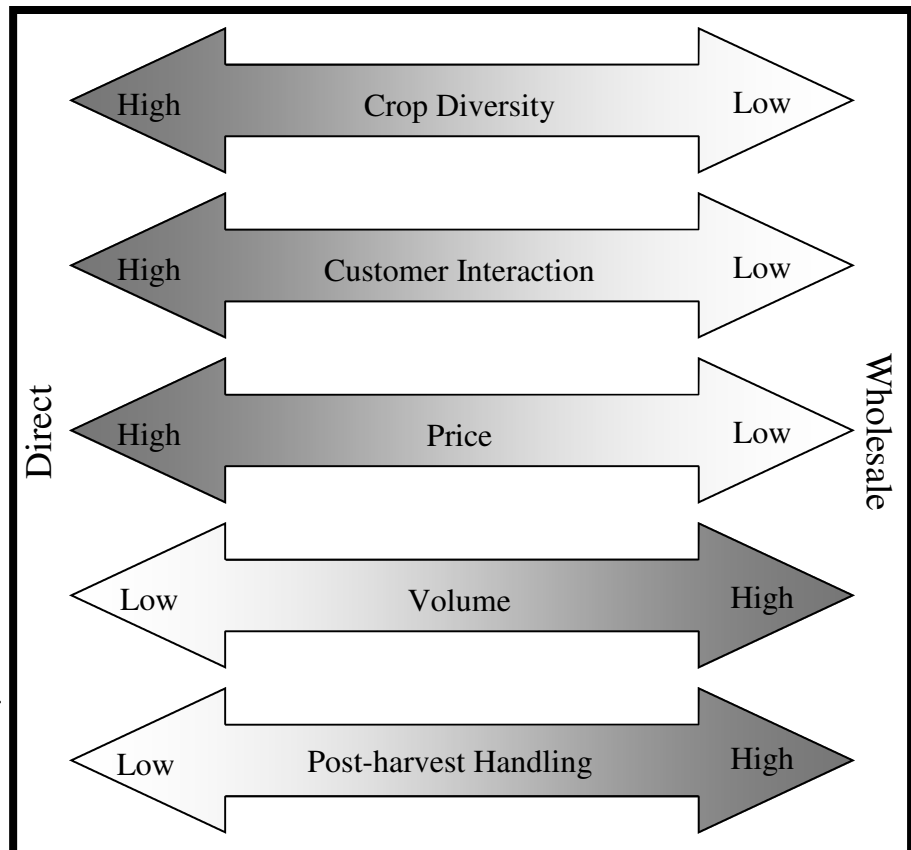 High Crop Diversity Low
High Customer Interaction Low
Direct
High Price Low
Wholesale
Low Volume High
Low Post-harvest Handling High